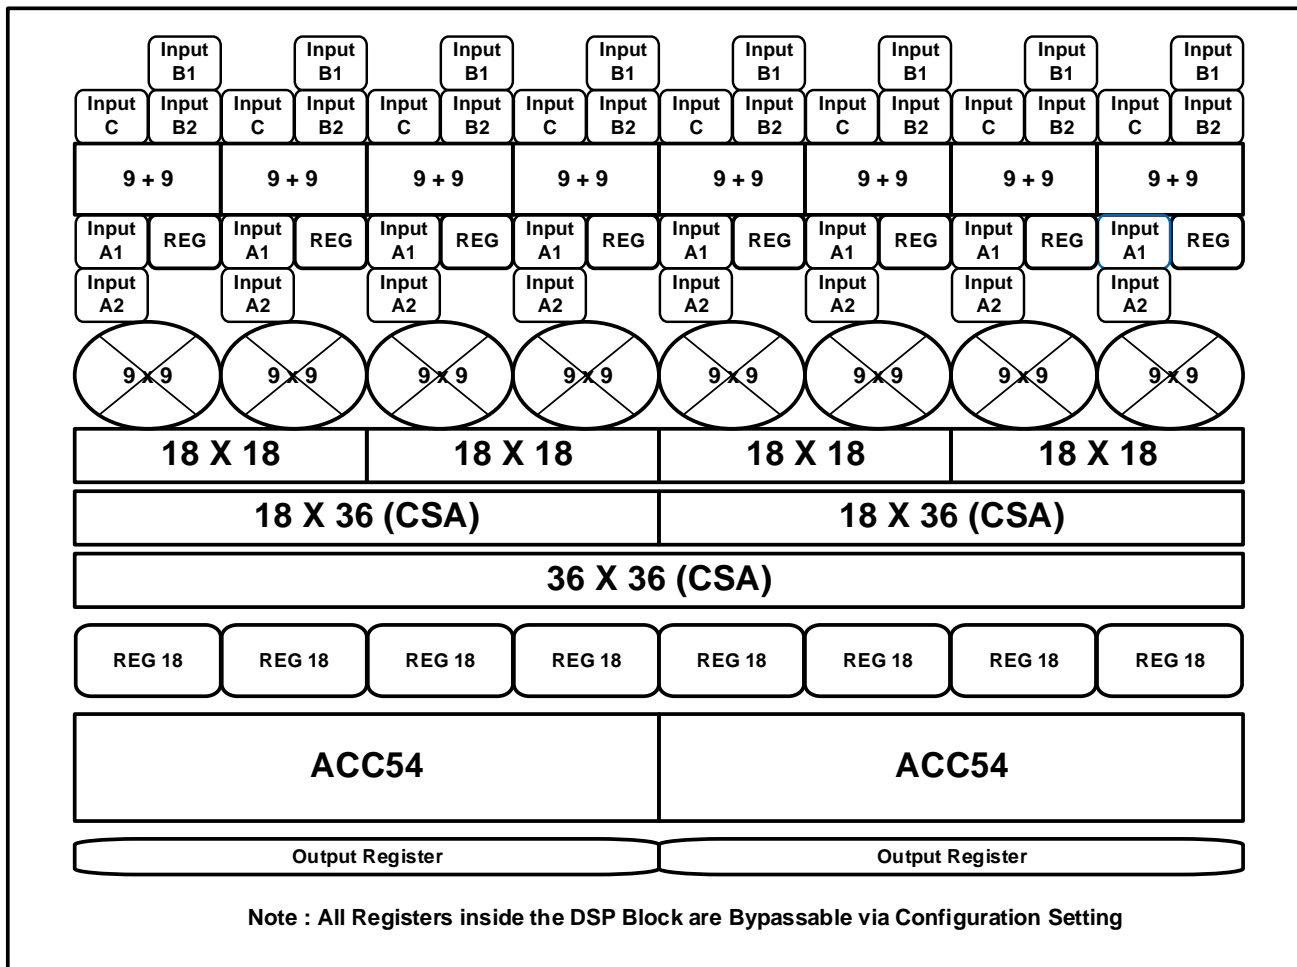 Input Input Input Input Input Input Input Input
B1 B1 B1 B1 B1 B1 B1 B1
Input Input Input Input Input Input Input Input Input Input Input Input Input Input Input Input
C B2 C B2 C B2 C B2 C B2 C B2 C B2 C B2
9 + 9 9 + 9 9 + 9 9 + 9 9 + 9 9 + 9 9 + 9 9 + 9
Input REG Input REG Input REG Input REG Input REG Input REG Input REG Input REG
A1 A1 A1 A1 A1 A1 A1 A1
Input Input Input Input Input Input Input Input
A2 A2 A2 A2 A2 A2 A2 A2
9 x 9 9 x 9 9 x 9 9 x 9 9 x 9 9 x 9 9 x 9 9 x 9
18 X 18 18 X 18 18 X 18 18 X 18
18 X 36 (CSA) 18 X 36 (CSA)
36 X 36 (CSA)
REG 18 REG 18 REG 18 REG 18 REG 18 REG 18 REG 18 REG 18
ACC54 ACC54
Output Register Output Register
Note : All Registers inside the DSP Block are Bypassable via Configuration Setting